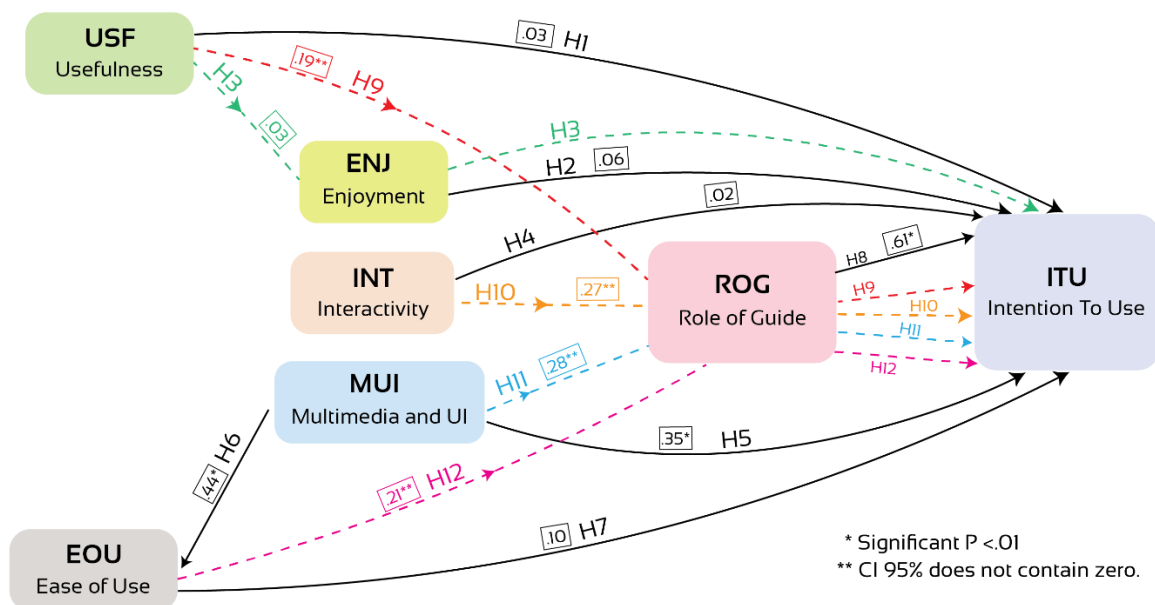 USF
Usefulness
.03 H1
.19** H9
H3
.03
ENJ
Enjoyment
H3
H2 .06
.02
H4
INT
Interactivity
H10 .27**
ROG
Role of Guide
H8 .61*
H9
H10
H11
H12
ITU
Intention To Use
MUI
Multimedia and UI
H11 .28**
.35* H5
.44* H6
.21** H12
EOU
Ease of Use
.10 H7
* Significant P <.01
** CI 95% does not contain zero.